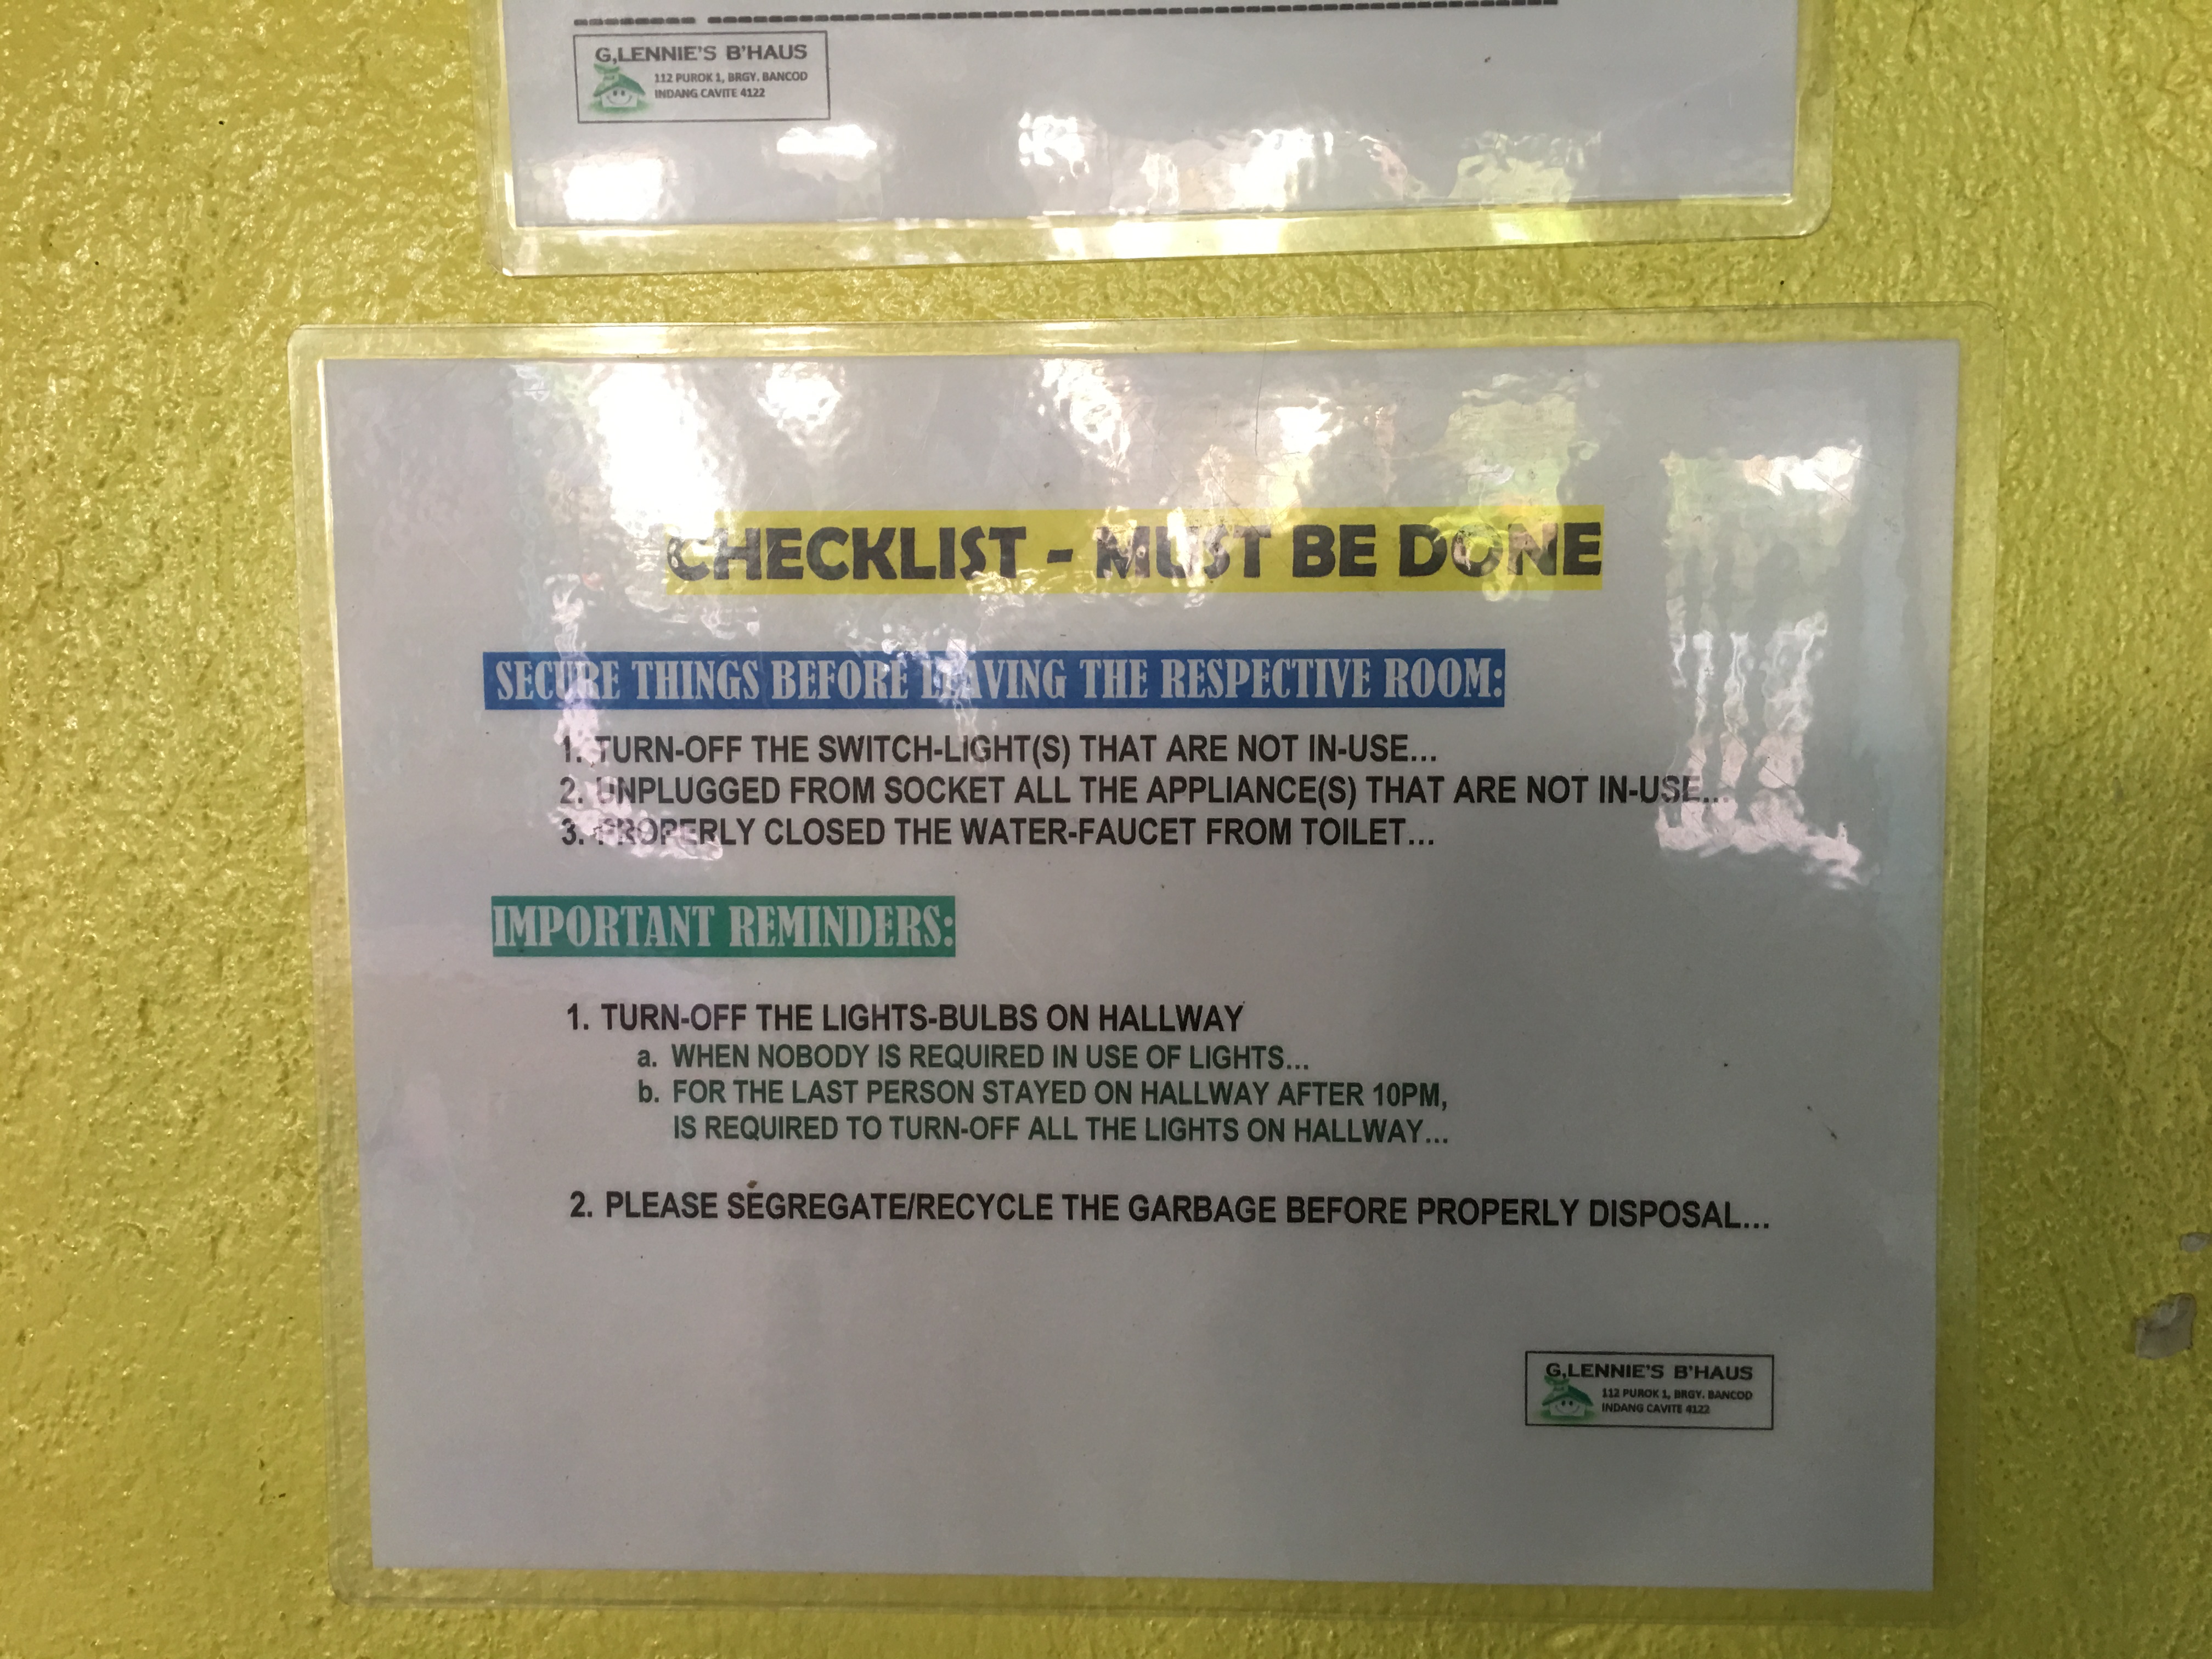 G,LENNIE'S B'HAUS
112 PUROK 1, BRGY. BANCOD
INDANG CAVITE 4122
CHECKLIST - MUST BE DONE
SECURE THINGS BEFORE LEAVING THE RESPECTIVE ROOM:
1. TURN-OFF THE SWITCH-LIGHT(S) THAT ARE NOT IN-USE...
2. UNPLUGGED FROM SOCKET ALL THE APPLIANCE(S) THAT ARE NOT IN-USE...
3. PROPERLY CLOSED THE WATER-FAUCET FROM TOILET...
IMPORTANT REMINDERS:
1. TURN-OFF THE LIGHTS-BULBS ON HALLWAY
a. WHEN NOBODY IS REQUIRED IN USE OF LIGHTS...
b. FOR THE LAST PERSON STAYED ON HALLWAY AFTER 10PM,
IS REQUIRED TO TURN-OFF ALL THE LIGHTS ON HALLWAY...
2. PLEASE SEGREGATE/RECYCLE THE GARBAGE BEFORE PROPERLY DISPOSAL...
G,LENNIE'S B'HAUS
112 PUROK 1, BRGY. BANCOD
INDANG CAVITE 4122